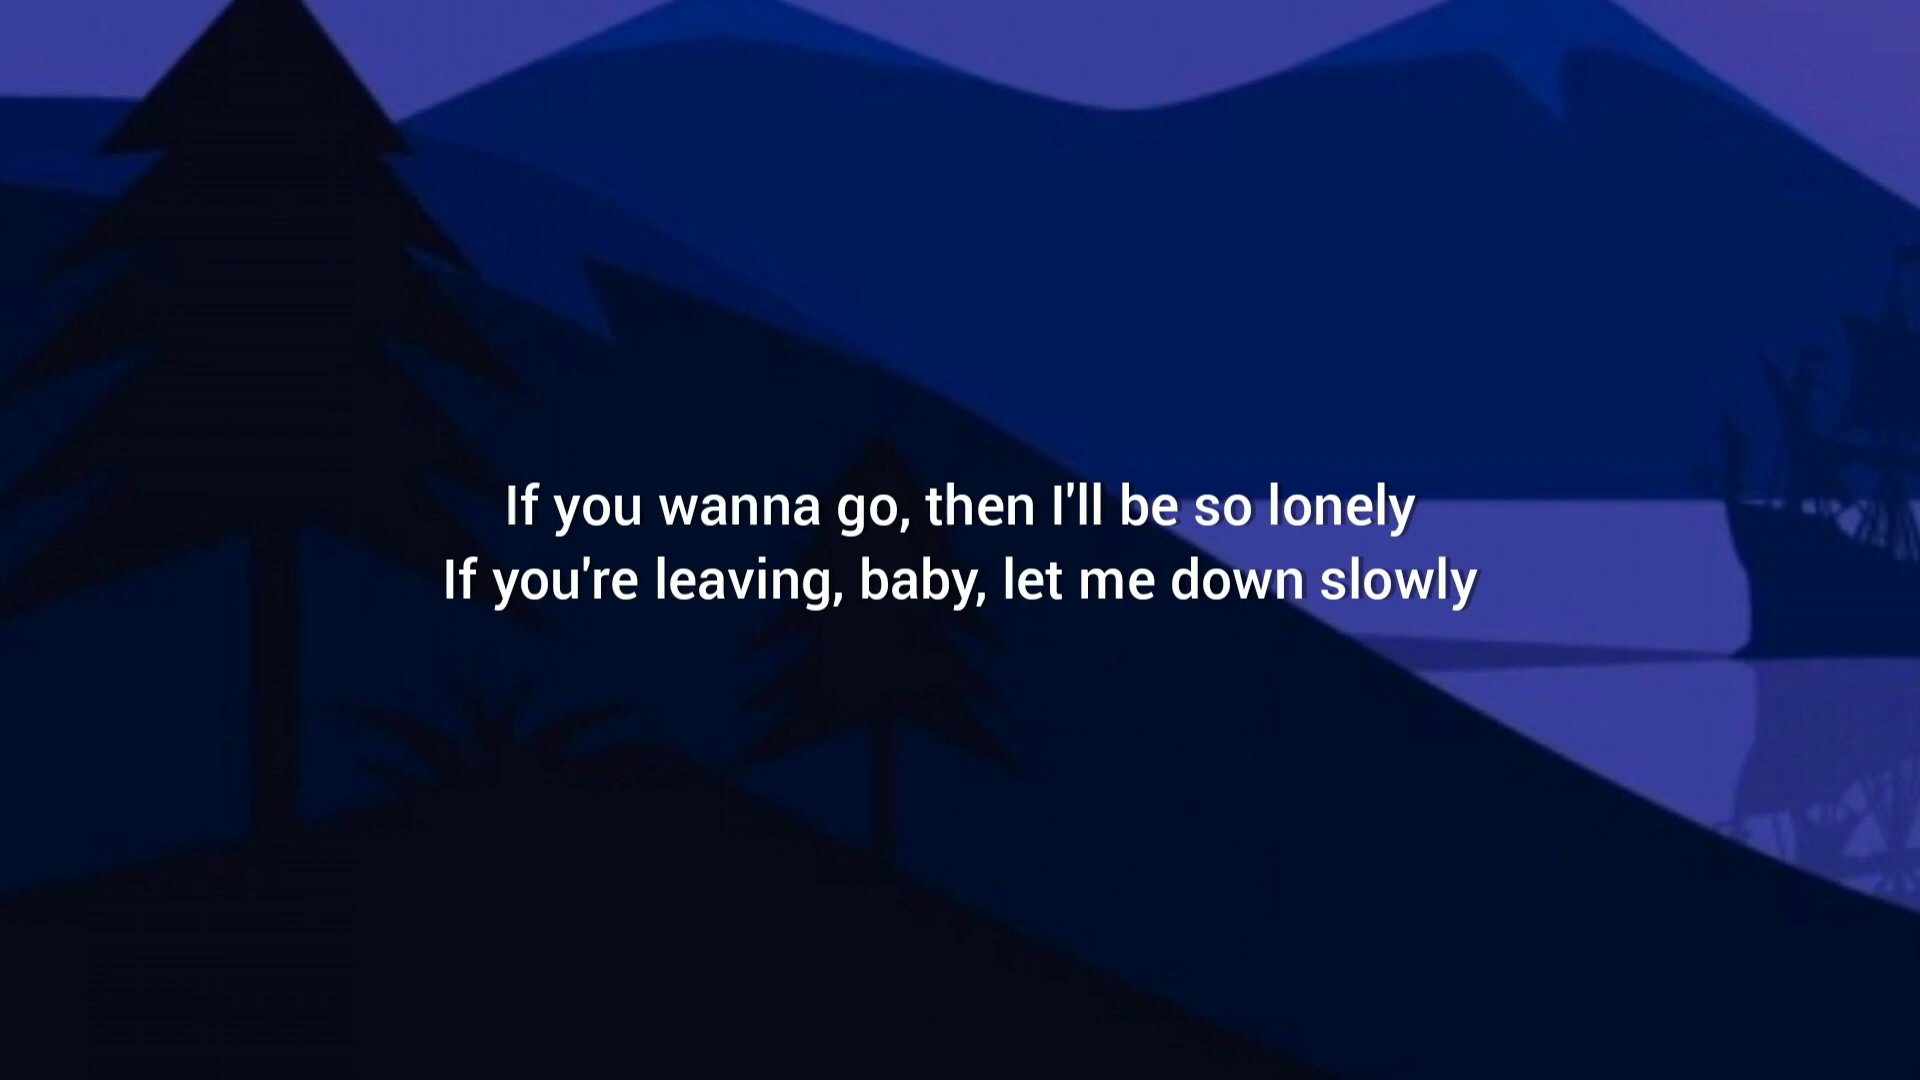 If you wanna go, then I'll be so lonely
If you're leaving, baby, let me down slowly